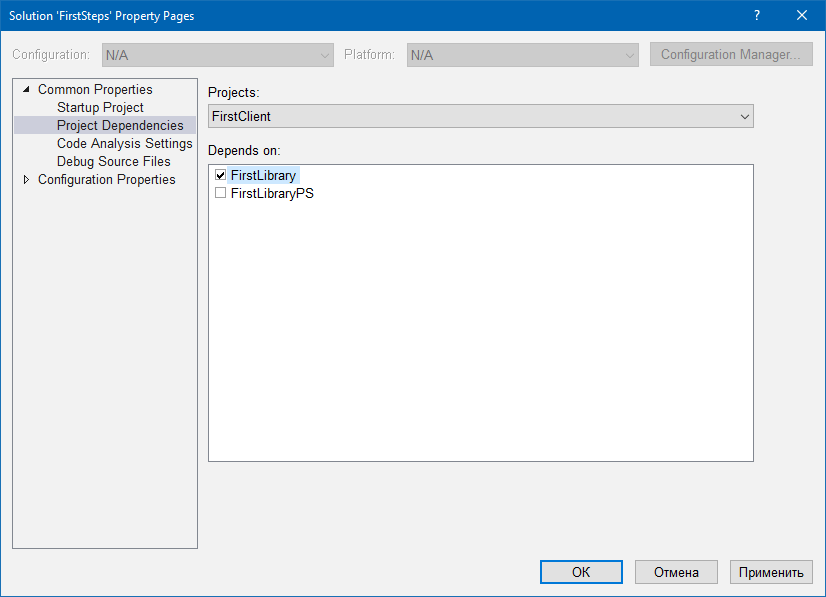 Solution 'FirstSteps' Property Pages
?
Configuration: N/A Platform: N/A Configuration Manager...
Common Properties
Startup Project
Project Dependencies
Code Analysis Settings
Debug Source Files
Configuration Properties
Projects:
FirstClient
Depends on:
FirstLibrary
FirstLibraryPS
OK Отмена Применить